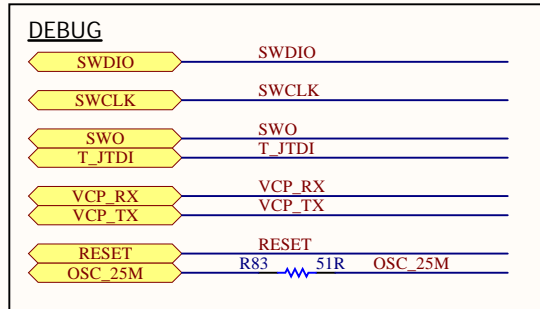 DEBUG
SWDIO SWDIO
SWCLK SWCLK
SWO SWO
T_JTDI T_JTDI
VCP_RX VCP_RX
VCP_TX VCP_TX
RESET RESET
OSC_25M R83 51R OSC_25M